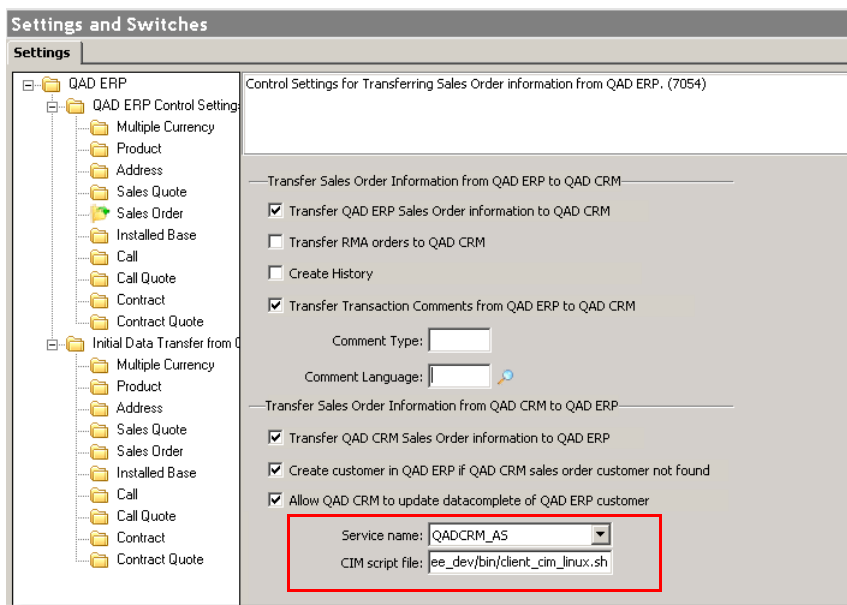 Settings and Switches
Settings
QAD ERP
QAD ERP Control Settings
Multiple Currency
Product
Address
Sales Quote
Sales Order
Installed Base
Call
Call Quote
Contract
Contract Quote
Initial Data Transfer from Q
Multiple Currency
Product
Address
Sales Quote
Sales Order
Installed Base
Call
Call Quote
Contract
Contract Quote
Control Settings for Transferring Sales Order information from QAD ERP. (7054)
Transfer Sales Order Information from QAD ERP to QAD CRM
Transfer QAD ERP Sales Order information to QAD CRM
Transfer RMA orders to QAD CRM
Create History
Transfer Transaction Comments from QAD ERP to QAD CRM
Comment Type:
Comment Language:
Transfer Sales Order Information from QAD CRM to QAD ERP
Transfer QAD CRM Sales Order information to QAD ERP
Create customer in QAD ERP if QAD CRM sales order customer not found
Allow QAD CRM to update datacomplete of QAD ERP customer
Service name: QADCRM_AS
CIM script file: ee_dev/bin/client_cim_linux.sh